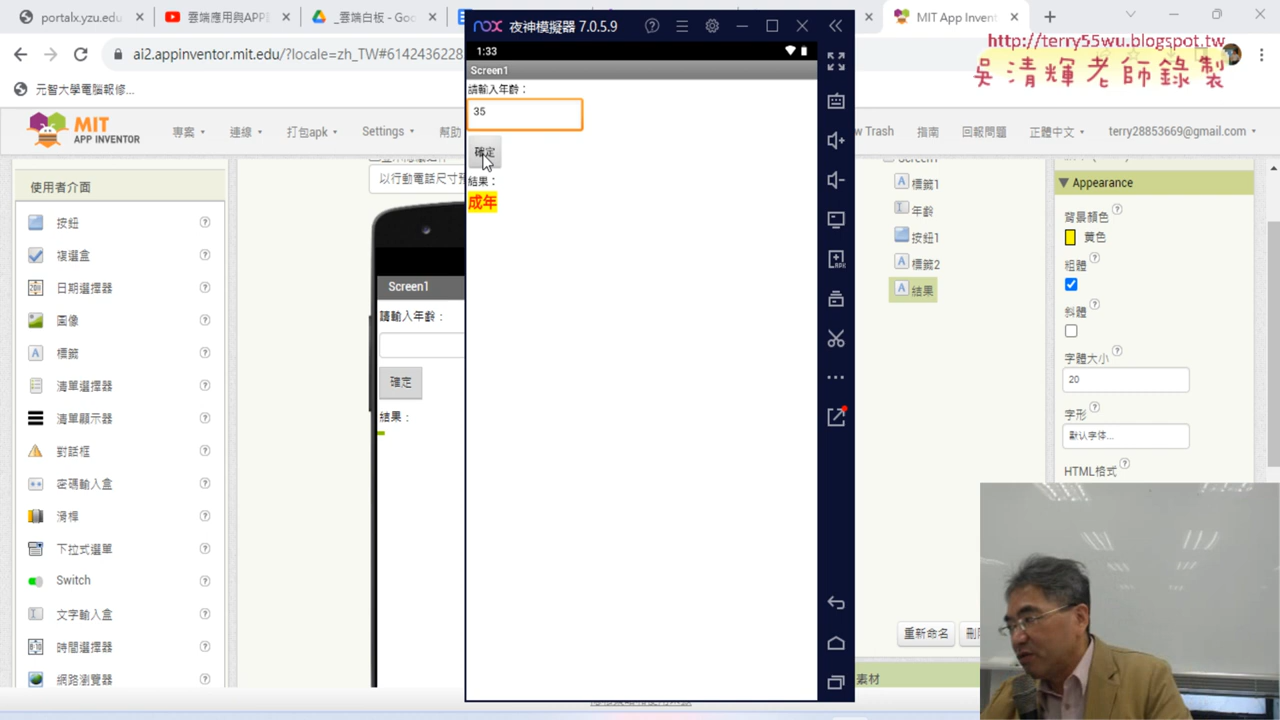 portalx.yzu.edu
雲端應用與APP
_雲端白板 - Goo
MIT App Invent
nox 夜神模擬器 7.0.5.9
http://terry55wu.blogspot.tw
吳清輝老師錄製
ai2.appinventor.mit.edu/?locale=zh_TW#6142436228
元智大學電腦報修...
1:33
Screen1
請輸入年齡：
35
確定
結果：
成年
MIT
APP INVENTOR
專案
連線
打包apk
Settings
幫助
w Trash
指南
回報問題
正體中文
terry28853669@gmail.com
使用者介面
按鈕
複選盒
日期選擇器
圖像
標籤
清單選擇器
清單顯示器
對話框
密碼輸入盒
滑桿
下拉式選單
Switch
文字輸入盒
時間選擇器
網路瀏覽器
Screen1
請輸入年齡：
確定
結果：
Screen1
標籤1
年齡
按鈕1
標籤2
結果
重新命名
刪除
素材
Appearance
背景顏色
黃色
粗體
斜體
字體大小
20
字形
默认字体...
HTML格式